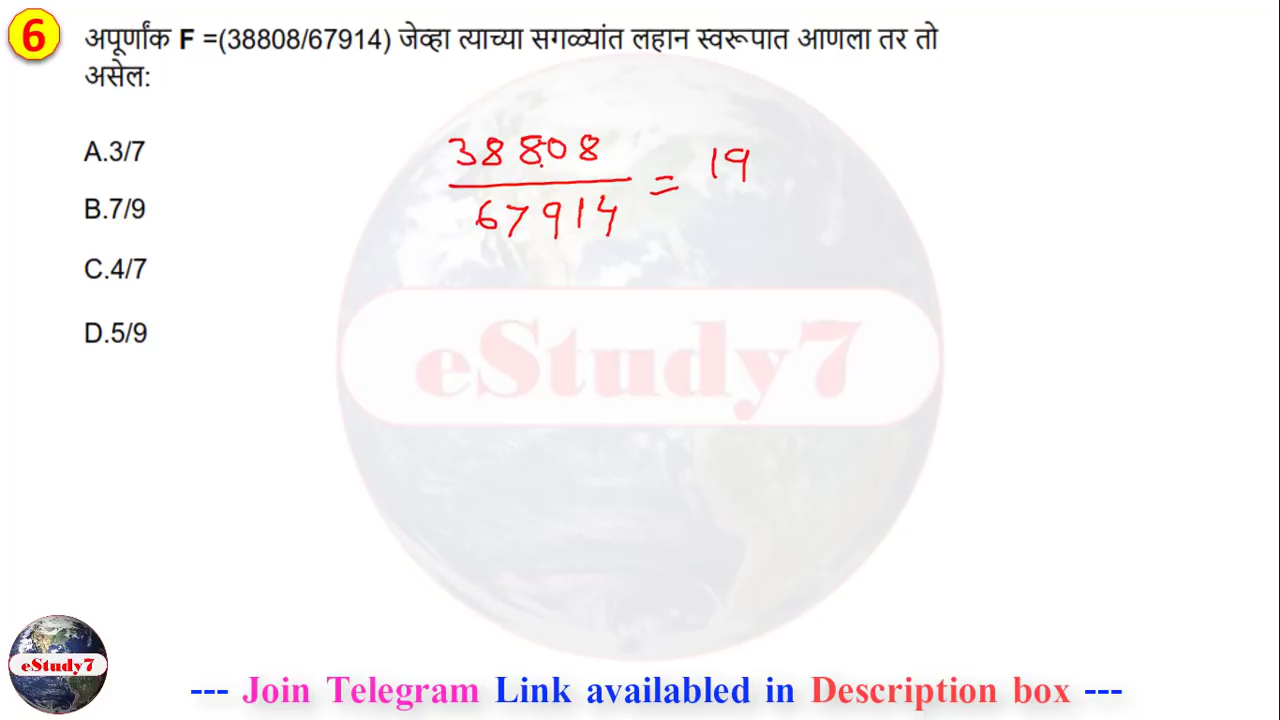 6
अपूर्णांक F =(38808/67914) जेव्हा त्याच्या सगळ्यांत लहान स्वरूपात आणला तर तो
असेल:
A.3/7
B.7/9
C.4/7
D.5/9
38808
67914
= 19
eStudy7
eStudy7
--- Join Telegram Link availabled in Description box ---